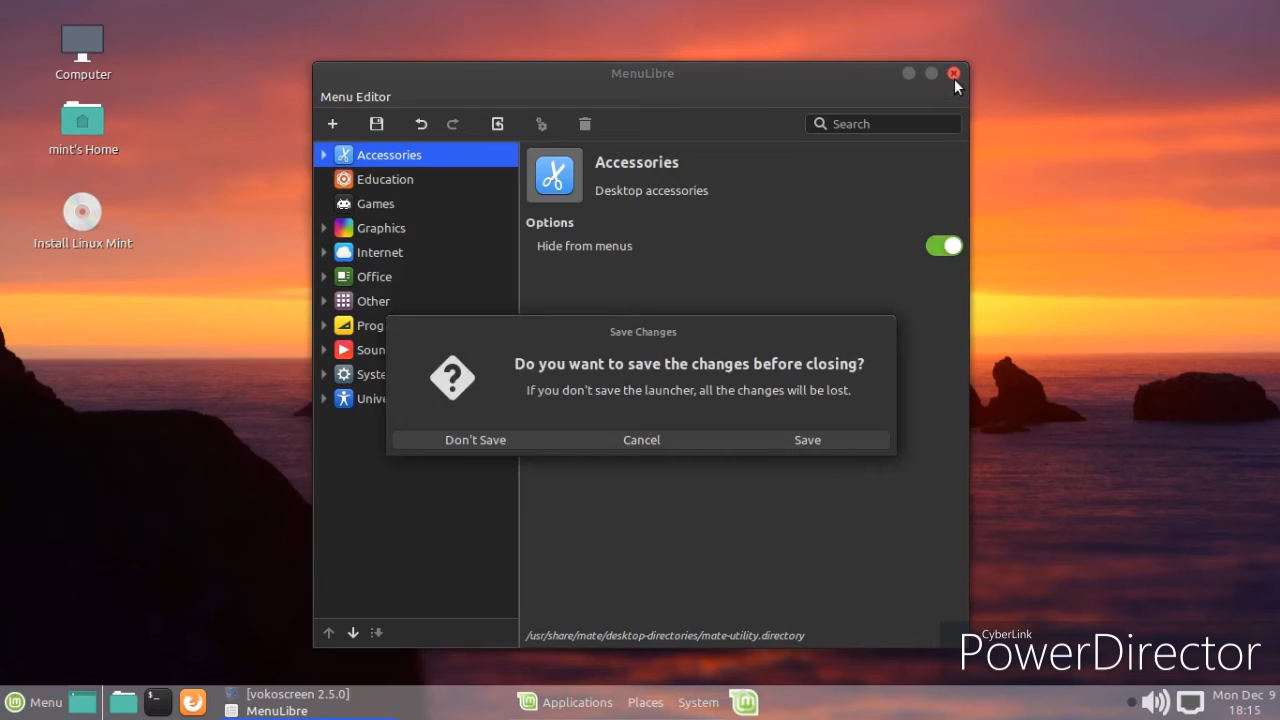 Computer
mint's Home
Install Linux Mint
MenuLibre
Menu Editor
Search
Accessories
Education
Games
Graphics
Internet
Office
Other
Prog
Soun
Syste
Unive
Accessories
Desktop accessories
Options
Hide from menus
Save Changes
Do you want to save the changes before closing?
If you don't save the launcher, all the changes will be lost.
Don't Save
Cancel
Save
/usr/share/mate/desktop-directories/mate-utility.directory
CyberLink
PowerDirector
Menu
[vokoscreen 2.5.0]
MenuLibre
Applications
Places
System
Mon Dec 9
18:15